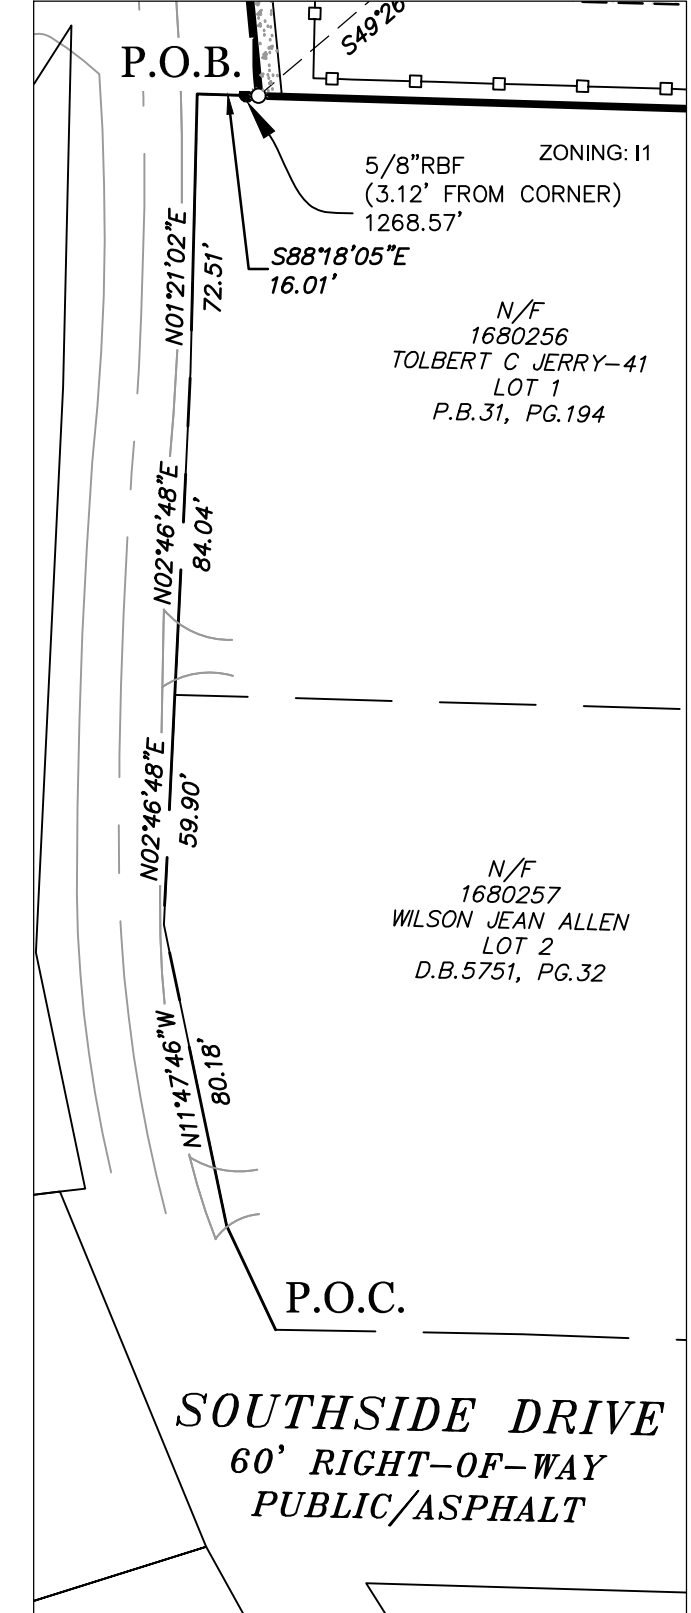 P.O.B.
S49°26
ZONING: I1
5/8"RBF
(3.12' FROM CORNER)
1268.57'
S88°18'05"E
16.01'
N01°21'02"E
72.51'
N/F
1680256
TOLBERT C JERRY-41
LOT 1
P.B.31, PG.194
N02°46'48"E
84.04'
N02°46'48"E
59.90'
N/F
1680257
WILSON JEAN ALLEN
LOT 2
D.B.5751, PG.32
N11°47'46"W
80.18'
P.O.C.
SOUTHSIDE DRIVE
60' RIGHT-OF-WAY
PUBLIC/ASPHALT